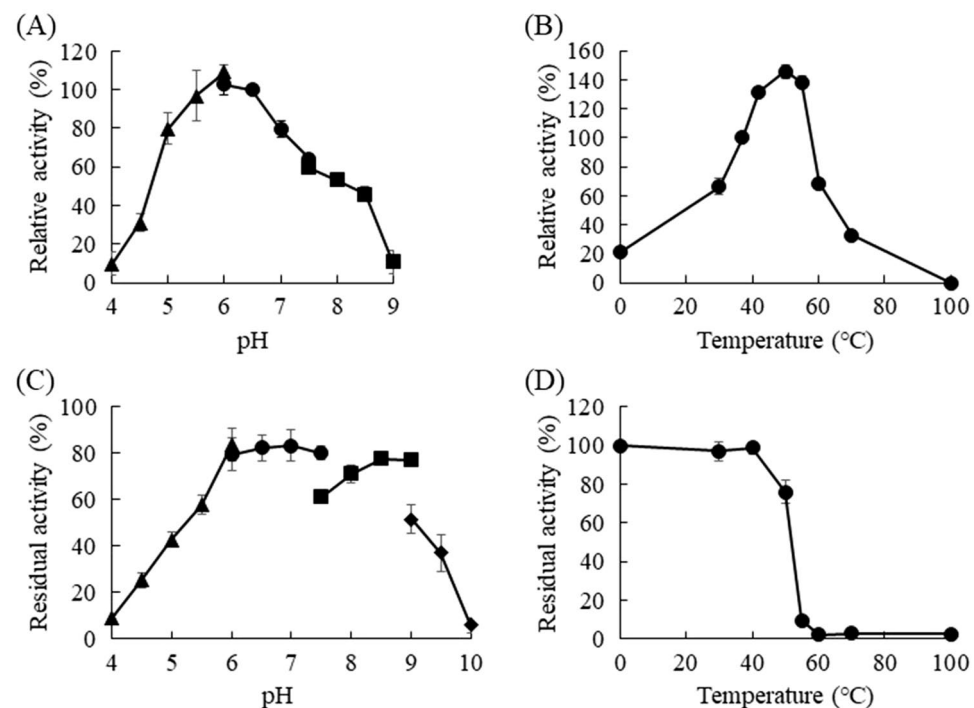 (A)
Relative activity (%)
120
100
80
60
40
20
0
4 5 6 7 8 9
pH
(B)
Relative activity (%)
160
140
120
100
80
60
40
20
0
0 20 40 60 80 100
Temperature (°C)
(C)
Residual activity (%)
100
80
60
40
20
0
4 5 6 7 8 9 10
pH
(D)
Residual activity (%)
120
100
80
60
40
20
0
0 20 40 60 80 100
Temperature (°C)